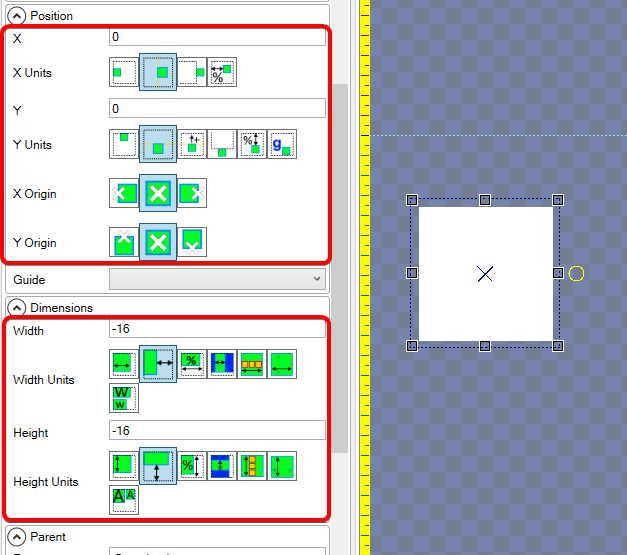 Position
X
0
X Units
%
Y
0
Y Units
% g
X Origin
Y Origin
Guide
Dimensions
Width
-16
%
Width Units
W
w
Height
-16
%
Height Units
A A
Parent